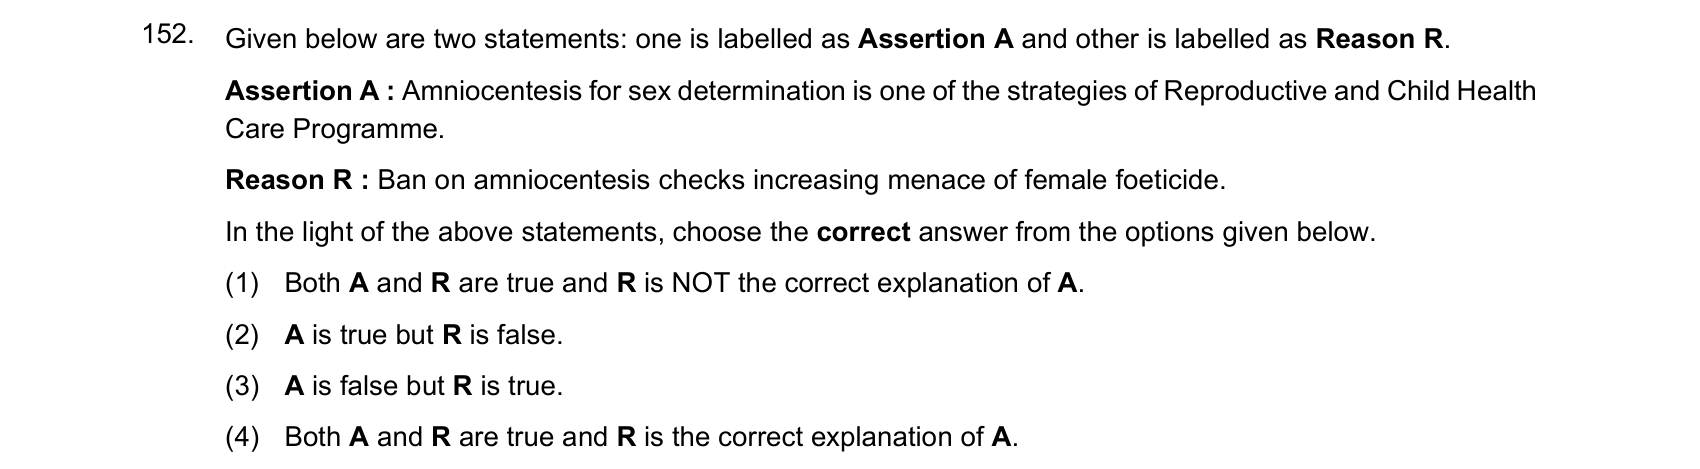 152. Given below are two statements: one is labelled as Assertion A and other is labelled as Reason R.
Assertion A : Amniocentesis for sex determination is one of the strategies of Reproductive and Child Health
Care Programme.
Reason R : Ban on amniocentesis checks increasing menace of female foeticide.
In the light of the above statements, choose the correct answer from the options given below.
(1) Both A and R are true and R is NOT the correct explanation of A.
(2) A is true but R is false.
(3) A is false but R is true.
(4) Both A and R are true and R is the correct explanation of A.